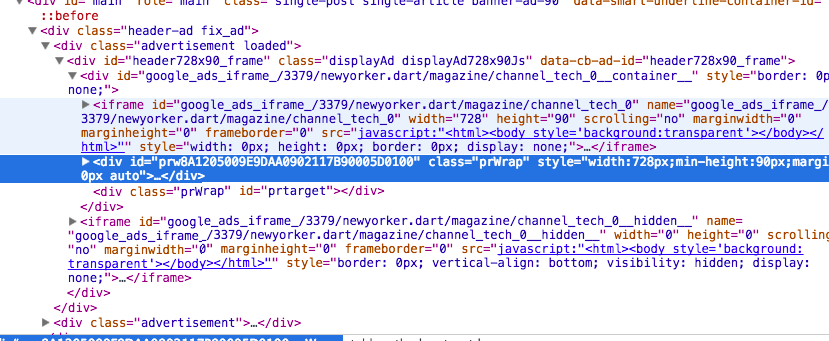 <div id="main" role="main" class="single-post single-article banner-ad-90" data-smart-underline-container-id=
::before
▼<div class="header-ad fix_ad">
▼<div class="advertisement loaded">
▼<div id="header728x90_frame" class="displayAd displayAd728x90Js" data-cb-ad-id="header728x90_frame">
▼<div id="google_ads_iframe_/3379/newyorker.dart/magazine/channel_tech_0__container__" style="border: 0p
none;">
▶<iframe id="google_ads_iframe_/3379/newyorker.dart/magazine/channel_tech_0" name="google_ads_iframe_/
3379/newyorker.dart/magazine/channel_tech_0" width="728" height="90" scrolling="no" marginwidth="0"
marginheight="0" frameborder="0" src="javascript:"<html><body style='background:transparent'></body></
html>"" style="width: 0px; height: 0px; border: 0px; display: none;">…</iframe>
▶<div id="prw8A1205009E9DAA0902117B90005D0100" class="prWrap" style="width:728px;min-height:90px;margi
0px auto">…</div>
<div class="prWrap" id="prtarget"></div>
</div>
▶<iframe id="google_ads_iframe_/3379/newyorker.dart/magazine/channel_tech_0__hidden__" name=
"google_ads_iframe_/3379/newyorker.dart/magazine/channel_tech_0__hidden__" width="0" height="0" scrolling
"no" marginwidth="0" marginheight="0" frameborder="0" src="javascript:"<html><body style='background:
transparent'></body></html>"" style="border: 0px; vertical-align: bottom; visibility: hidden; display:
none;">…</iframe>
</div>
</div>
▶<div class="advertisement">…</div>